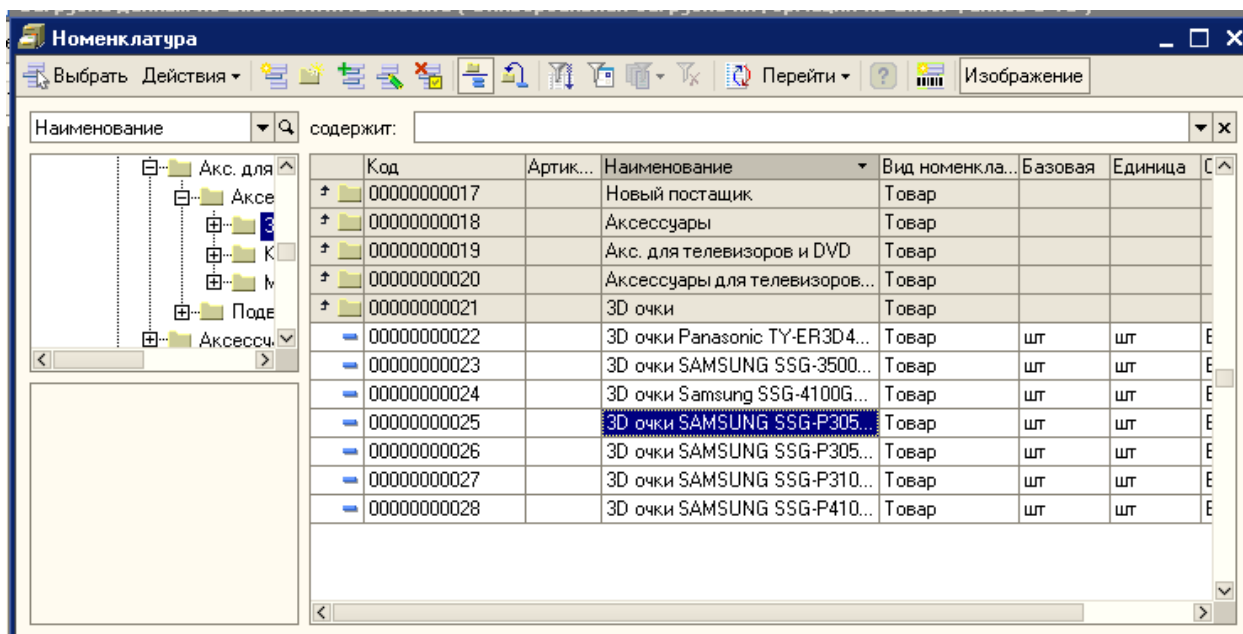 Номенклатура
Выбрать Действия Перейти Изображение
Наименование содержит:
Код Артик... Наименование Вид номенкла... Базовая Единица
00000000017 Новый постащик Товар
00000000018 Аксессуары Товар
00000000019 Акс. для телевизоров и DVD Товар
00000000020 Аксессуары для телевизоров... Товар
00000000021 3D очки Товар
00000000022 3D очки Panasonic TY-ER3D4... Товар шт шт
00000000023 3D очки SAMSUNG SSG-3500... Товар шт шт
00000000024 3D очки Samsung SSG-4100G... Товар шт шт
00000000025 3D очки SAMSUNG SSG-P305... Товар шт шт
00000000026 3D очки SAMSUNG SSG-P305... Товар шт шт
00000000027 3D очки SAMSUNG SSG-P310... Товар шт шт
00000000028 3D очки SAMSUNG SSG-P410... Товар шт шт
Акс. для
Аксе
З
К
М
Подв
Аксессу